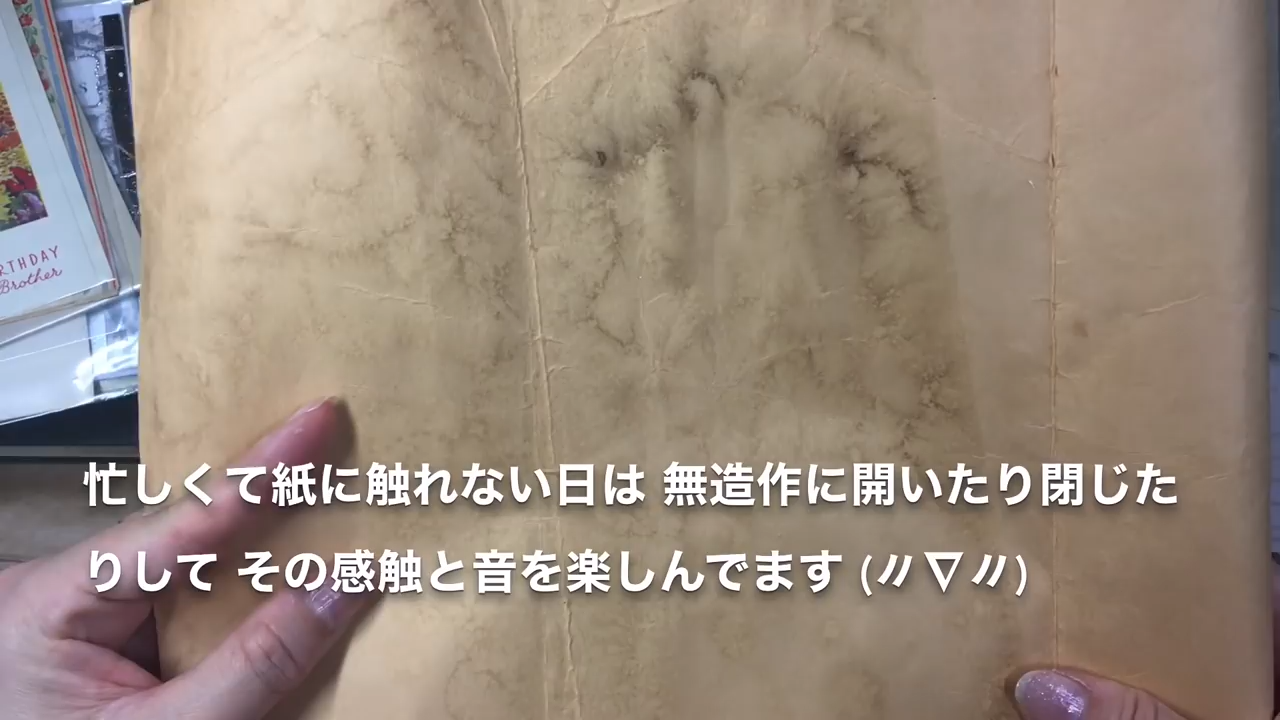 RTHDAY
Brother
忙しくて紙に触れない日は 無造作に開いたり閉じた
りして その感触と音を楽しんでます (〃▽〃)